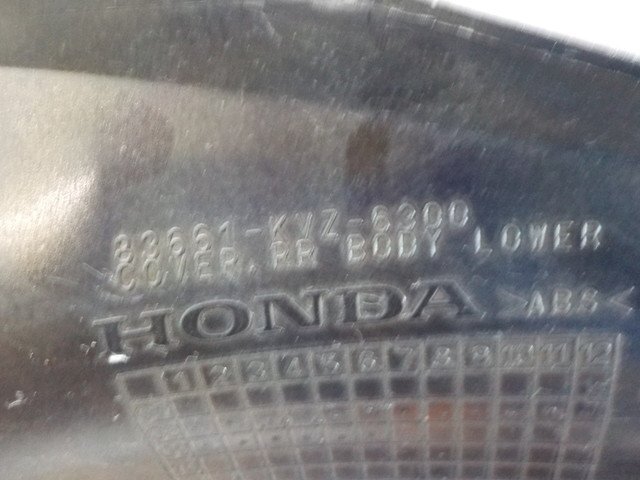 83661-KVZ-6300
COVER, RR BODY LOWER
HONDA >ABS<
1 2 3 4 5 6 7 8 9 10 11 12